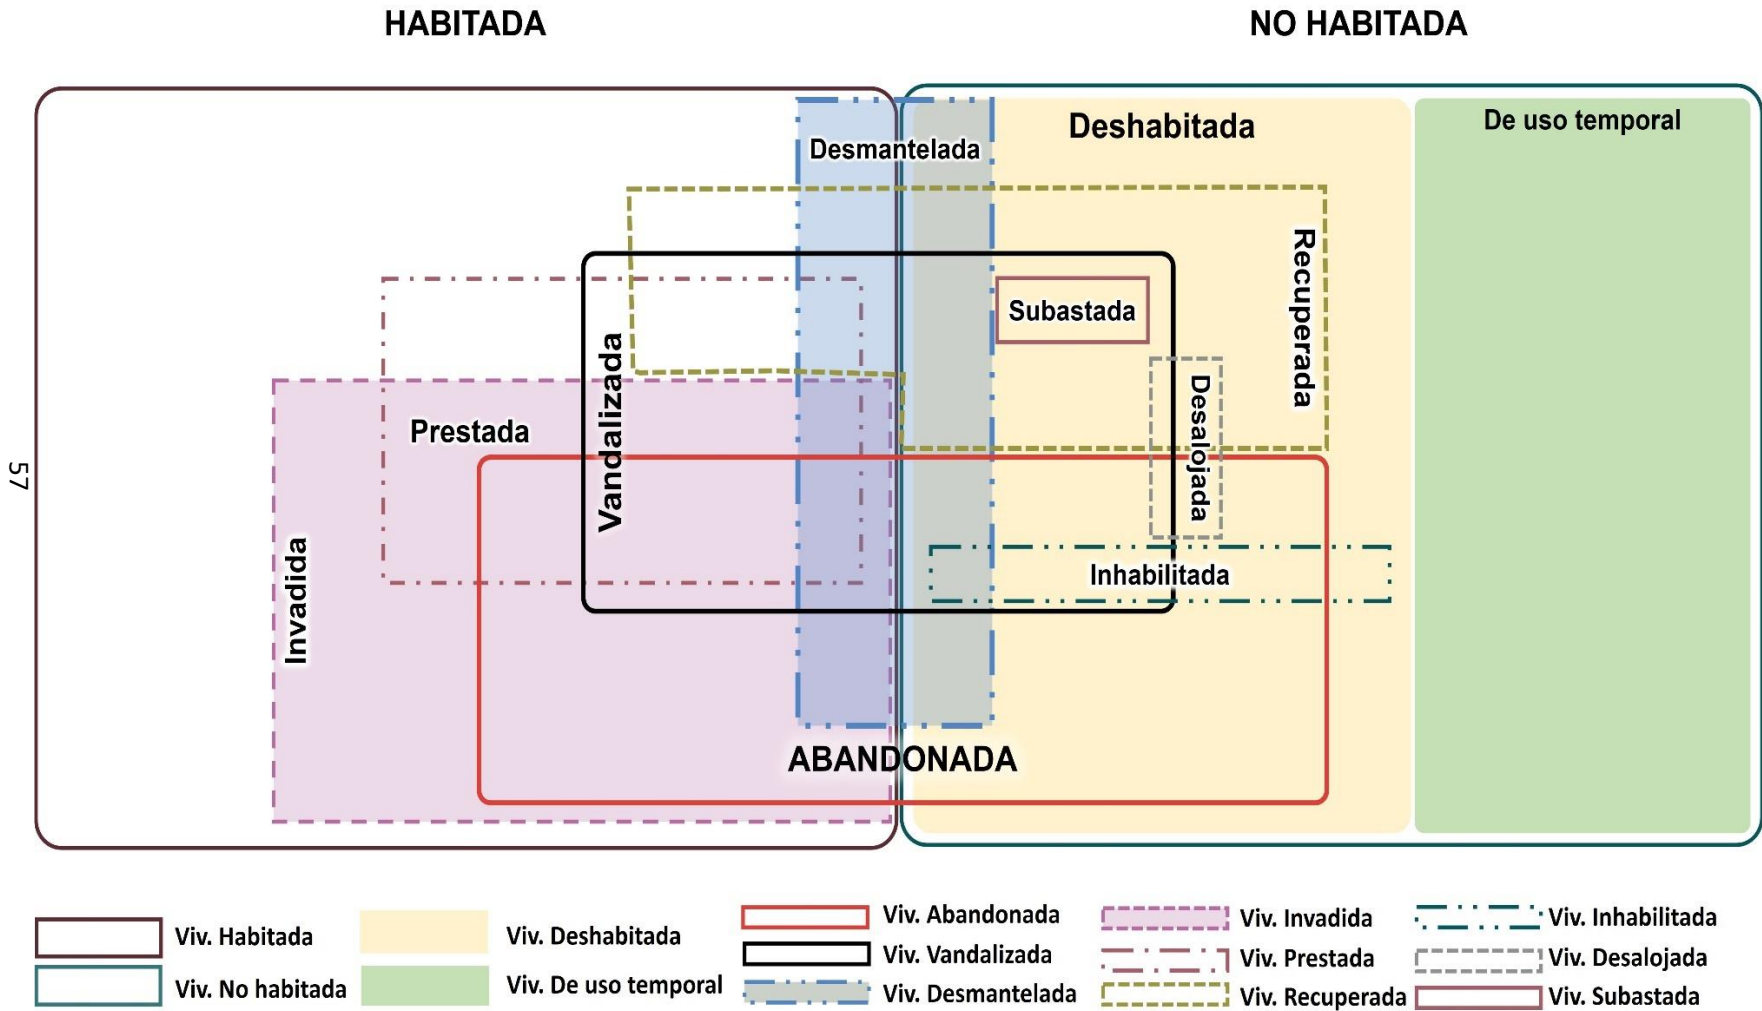 HABITADA
NO HABITADA
Desmantelada
Deshabitada
De uso temporal
Recuperada
Subastada
Vandalizada
Prestada
Desalojada
57
Invadida
Inhabilitada
ABANDONADA
Viv. Habitada
Viv. No habitada
Viv. Deshabitada
Viv. De uso temporal
Viv. Abandonada
Viv. Vandalizada
Viv. Desmantelada
Viv. Invadida
Viv. Prestada
Viv. Recuperada
Viv. Inhabilitada
Viv. Desalojada
Viv. Subastada